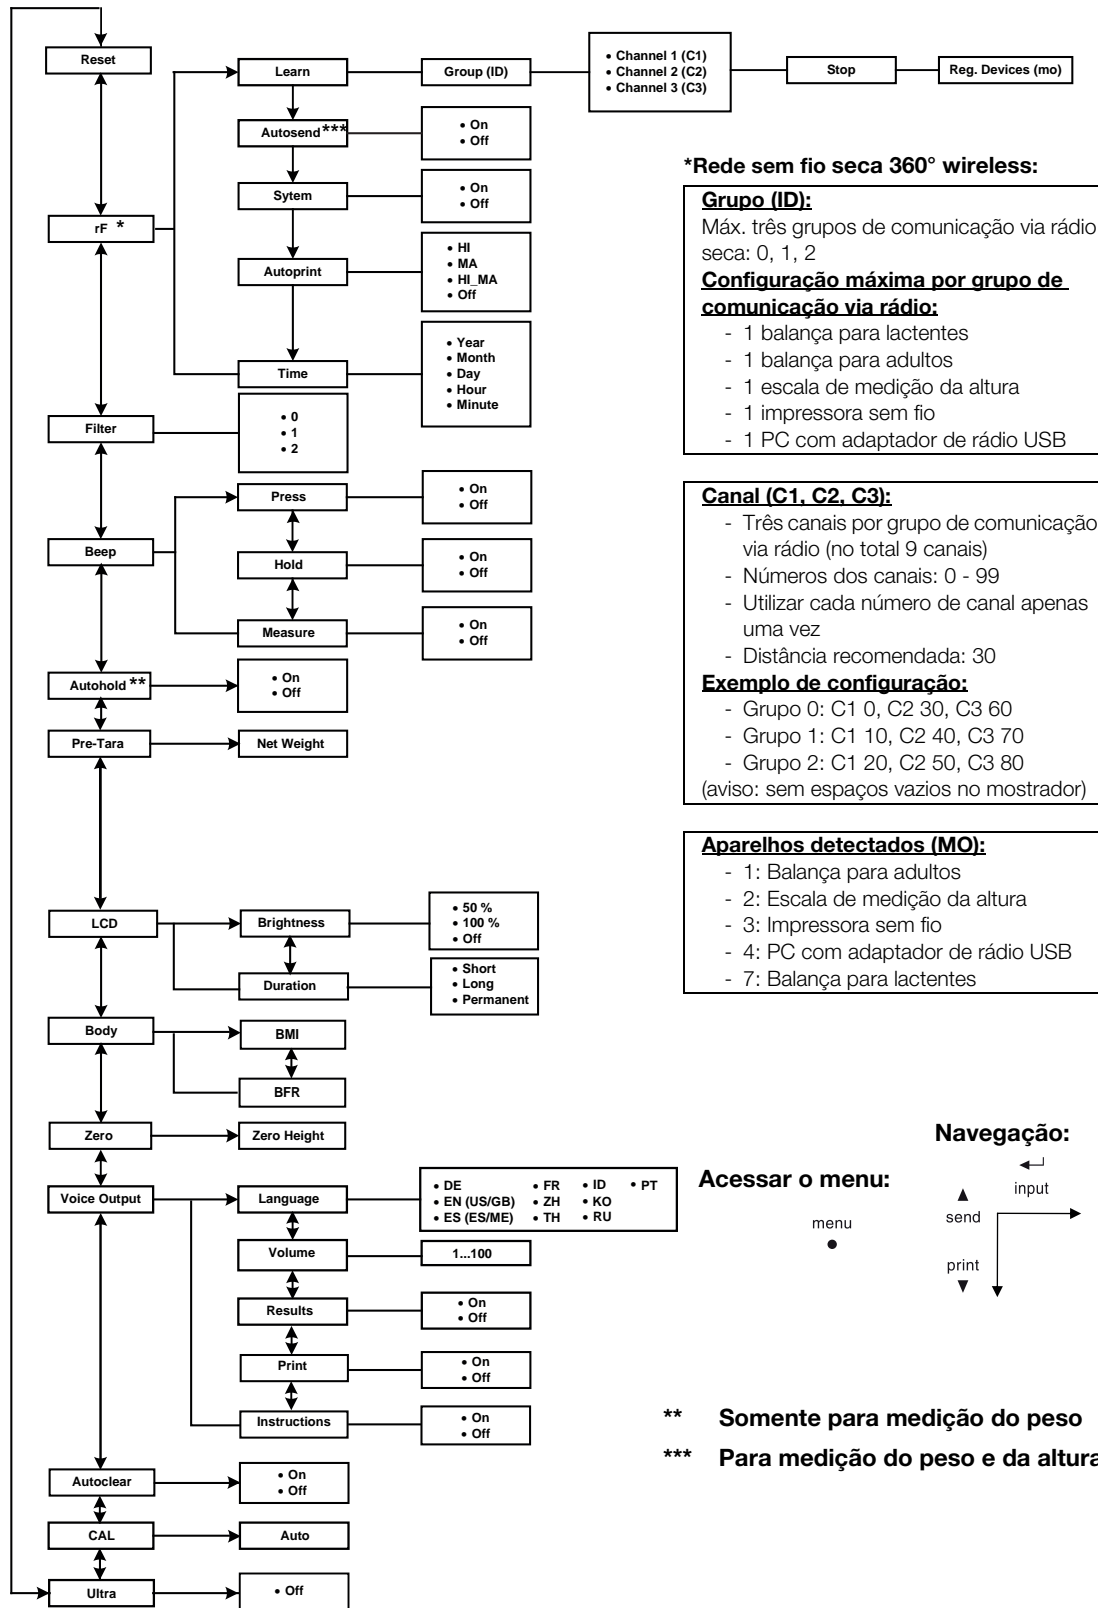 Reset
Learn
Group (ID)
• Channel 1 (C1)
• Channel 2 (C2)
• Channel 3 (C3)
Stop
Reg. Devices (mo)
Autosend***
• On
• Off
Sytem
• On
• Off
rF *
Autoprint
• HI
• MA
• HI_MA
• Off
Time
• Year
• Month
• Day
• Hour
• Minute
Filter
• 0
• 1
• 2
Beep
Press
• On
• Off
Hold
• On
• Off
Measure
• On
• Off
Autohold **
• On
• Off
Pre-Tara
Net Weight
LCD
Brightness
• 50 %
• 100 %
• Off
Duration
• Short
• Long
• Permanent
Body
BMI
BFR
Zero
Zero Height
Voice Output
Language
• DE
• EN (US/GB)
• ES (ES/ME)
• FR
• ZH
• TH
• ID
• KO
• RU
• PT
Volume
1...100
Results
• On
• Off
Print
• On
• Off
Instructions
• On
• Off
Autoclear
• On
• Off
CAL
Auto
Ultra
• Off
*Rede sem fio seca 360° wireless:
Grupo (ID):
Máx. três grupos de comunicação via rádio
seca: 0, 1, 2
Configuração máxima por grupo de
comunicação via rádio:
- 1 balança para lactentes
- 1 balança para adultos
- 1 escala de medição da altura
- 1 impressora sem fio
- 1 PC com adaptador de rádio USB
Canal (C1, C2, C3):
- Três canais por grupo de comunicação
via rádio (no total 9 canais)
- Números dos canais: 0 - 99
- Utilizar cada número de canal apenas
uma vez
- Distância recomendada: 30
Exemplo de configuração:
- Grupo 0: C1 0, C2 30, C3 60
- Grupo 1: C1 10, C2 40, C3 70
- Grupo 2: C1 20, C2 50, C3 80
(aviso: sem espaços vazios no mostrador)
Aparelhos detectados (MO):
- 1: Balança para adultos
- 2: Escala de medição da altura
- 3: Impressora sem fio
- 4: PC com adaptador de rádio USB
- 7: Balança para lactentes
Acessar o menu:
menu
Navegação:
input
send
print
** Somente para medição do peso
*** Para medição do peso e da altura